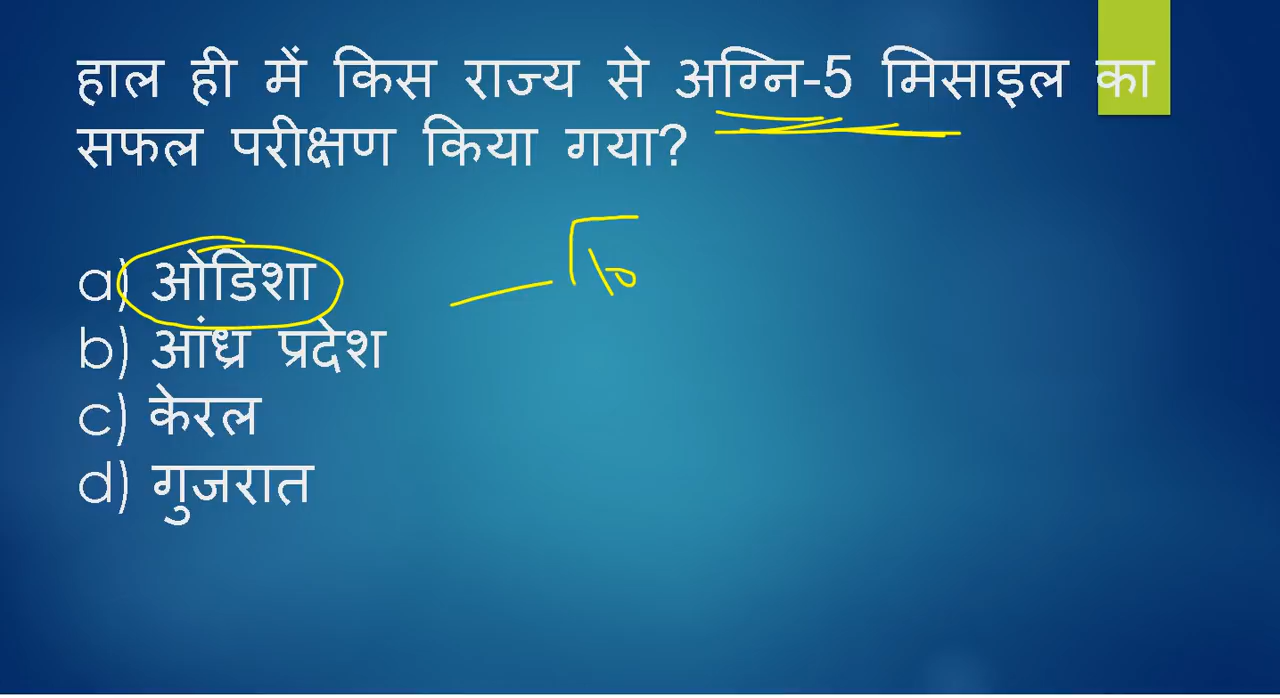 हाल ही में किस राज्य से अग्नि-5 मिसाइल का
सफल परीक्षण किया गया?
a) ओडिशा
b) आंध्र प्रदेश
c) केरल
d) गुजरात